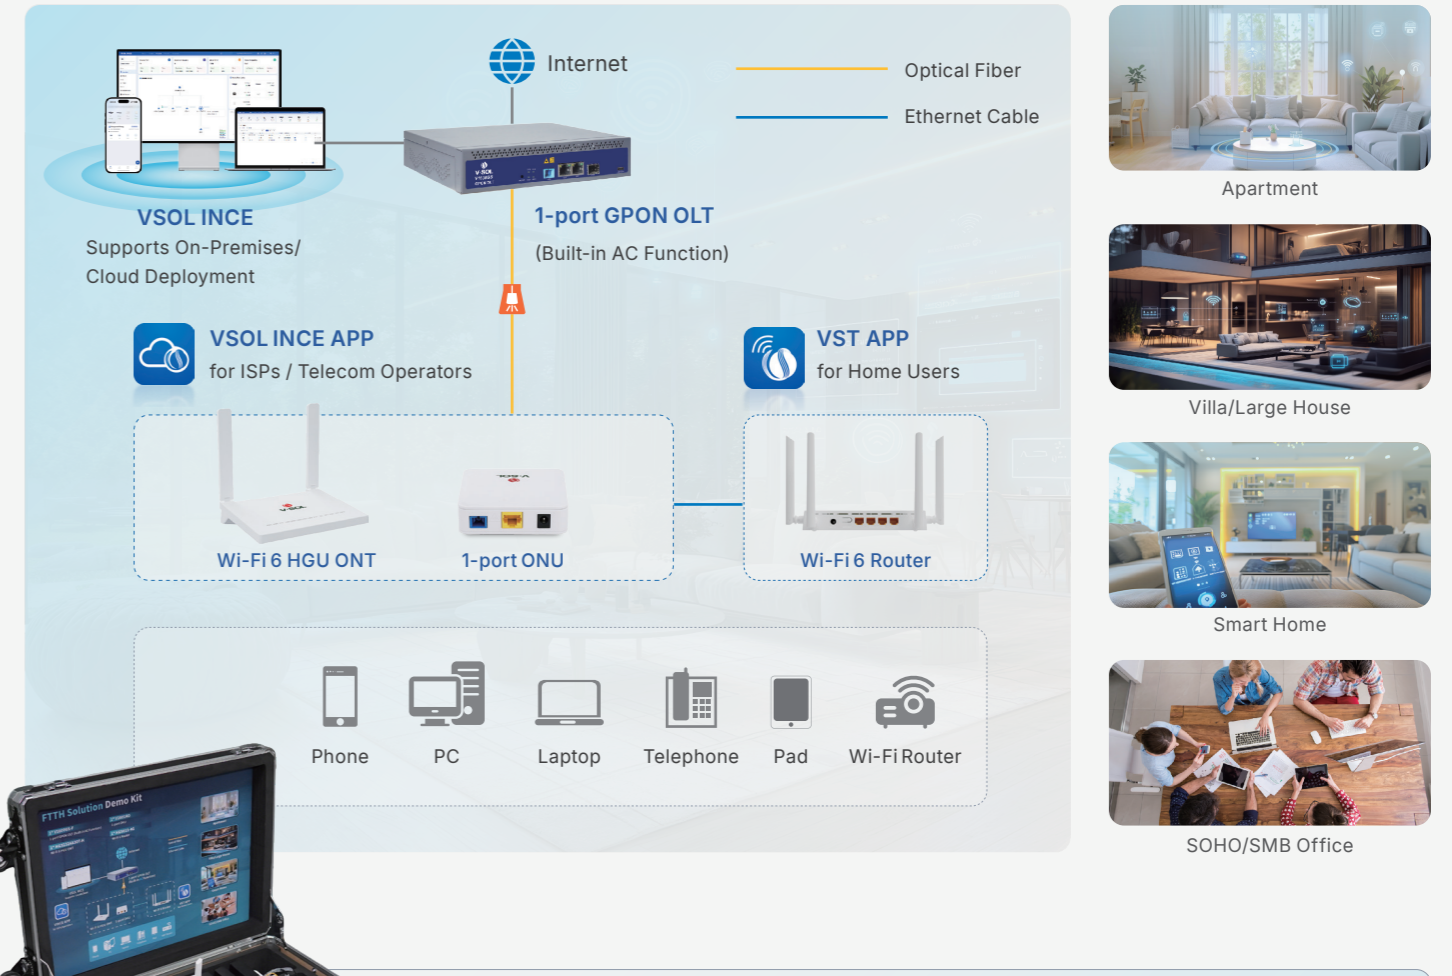 Internet
Optical Fiber
Ethernet Cable
V-SOL
VSOL INCE
Supports On-Premises/
Cloud Deployment
1-port GPON OLT
(Built-in AC Function)
VSOL INCE APP
for ISPs / Telecom Operators
VST APP
for Home Users
V-SOL
V-SOL
Wi-Fi 6 HGU ONT
1-port ONU
Wi-Fi 6 Router
Phone
PC
Laptop
Telephone
Pad
Wi-Fi Router
FTTH Solution Demo Kit
Apartment
Villa/Large House
Smart Home
SOHO/SMB Office